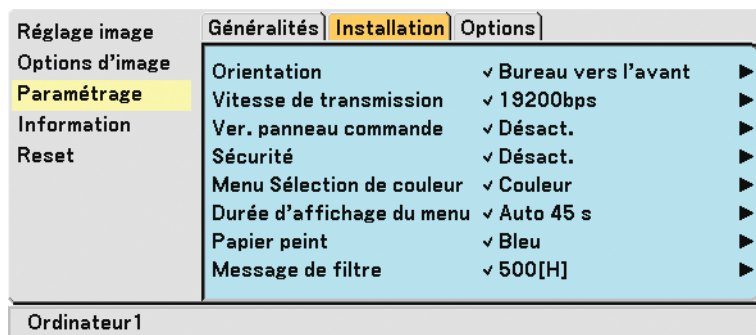 Réglage image
Options d'image
Paramétrage
Information
Reset
Généralités Installation Options
Orientation ✓ Bureau vers l'avant ▶
Vitesse de transmission ✓ 19200bps ▶
Ver. panneau commande ✓ Désact. ▶
Sécurité ✓ Désact. ▶
Menu Sélection de couleur ✓ Couleur ▶
Durée d'affichage du menu ✓ Auto 45 s ▶
Papier peint ✓ Bleu ▶
Message de filtre ✓ 500[H] ▶
Ordinateur1